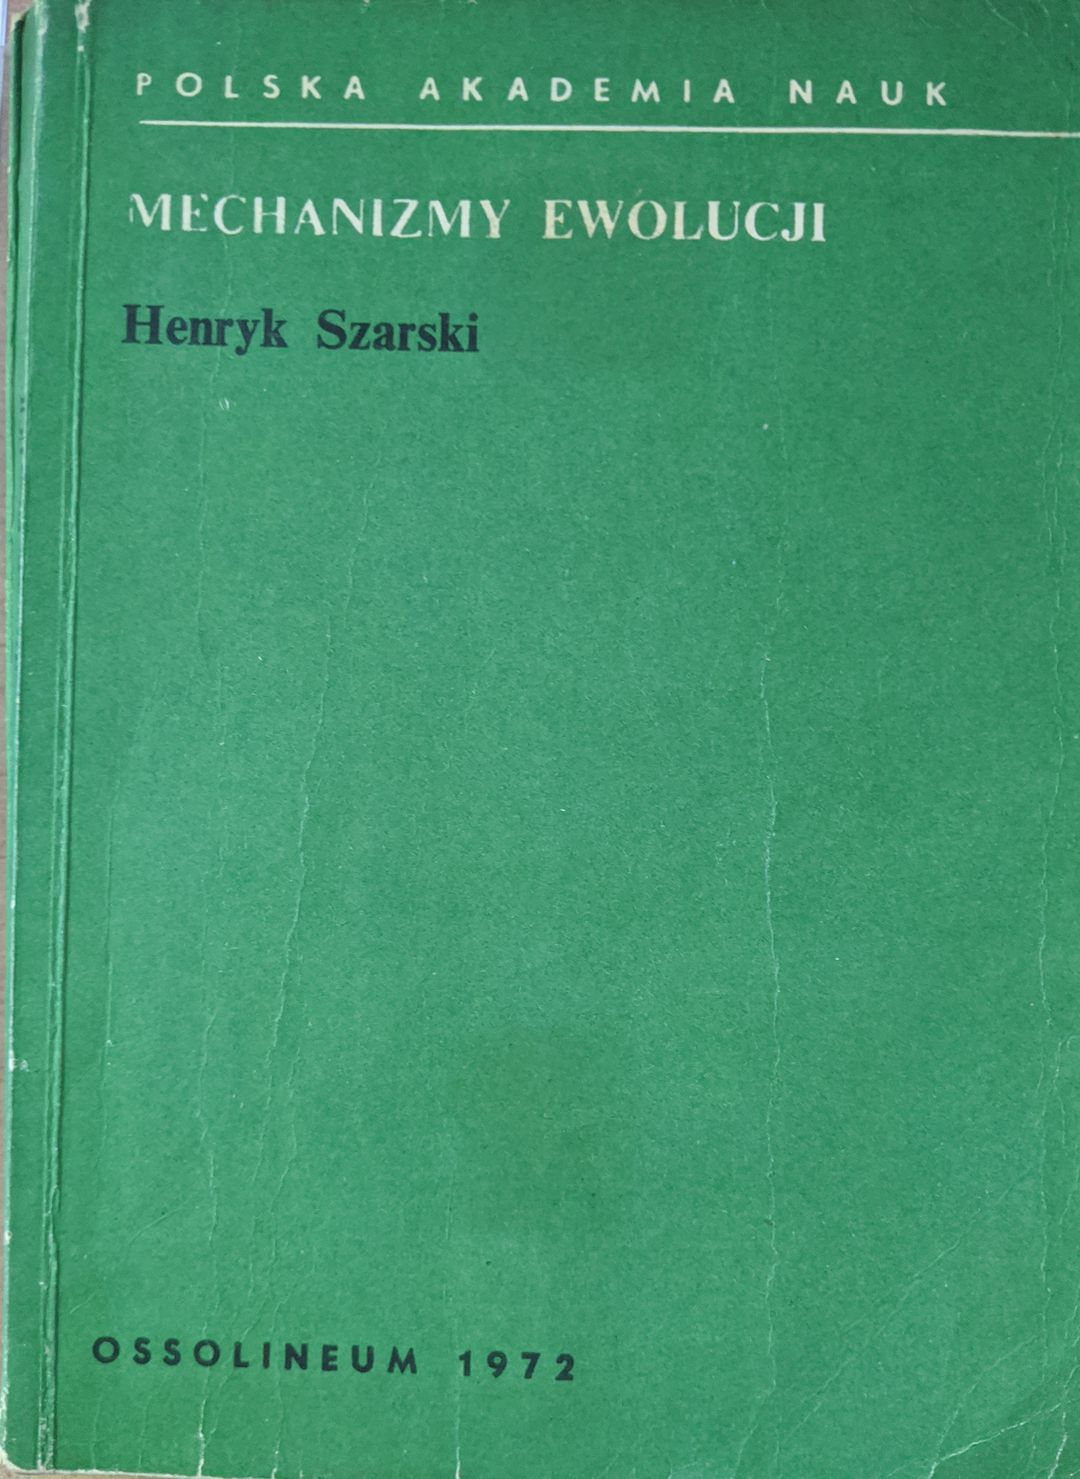 POLSKA AKADEMIA NAUK
MECHANIZMY EWOLUCJI
Henryk Szarski
OSSOLINEUM 1972